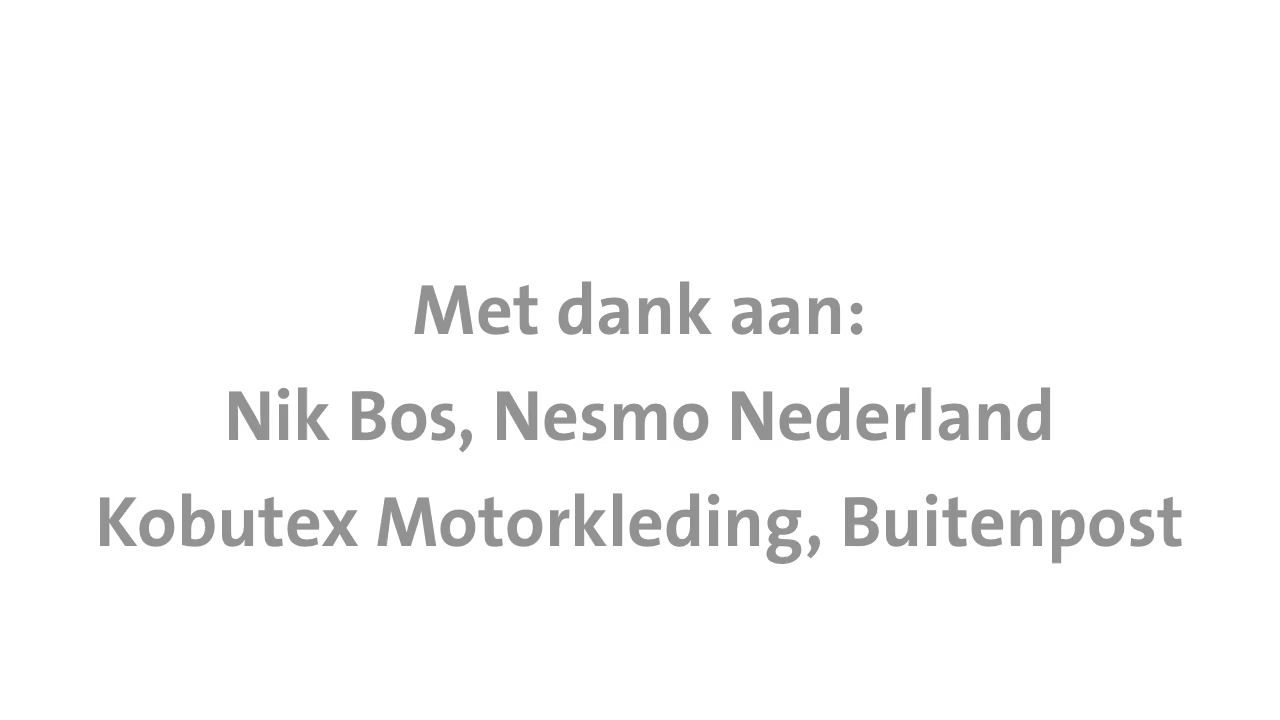 Met dank aan:
Nik Bos, Nesmo Nederland
Kobutex Motorkleding, Buitenpost